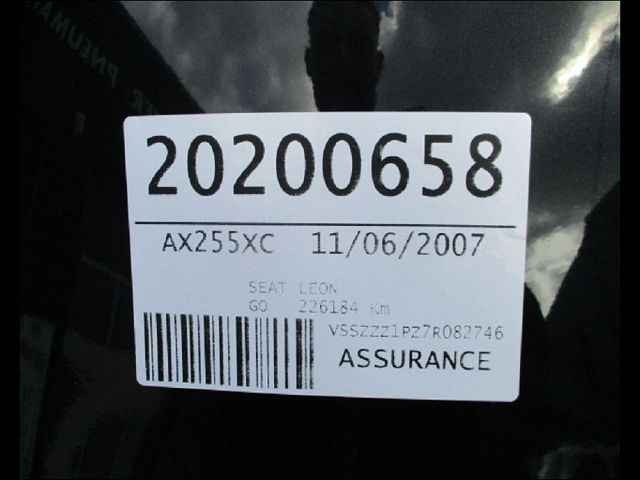 20200658
AX255XC 11/06/2007
SEAT LEON
GO 226184 Km
VSSZZZ1PZ7R082746
ASSURANCE